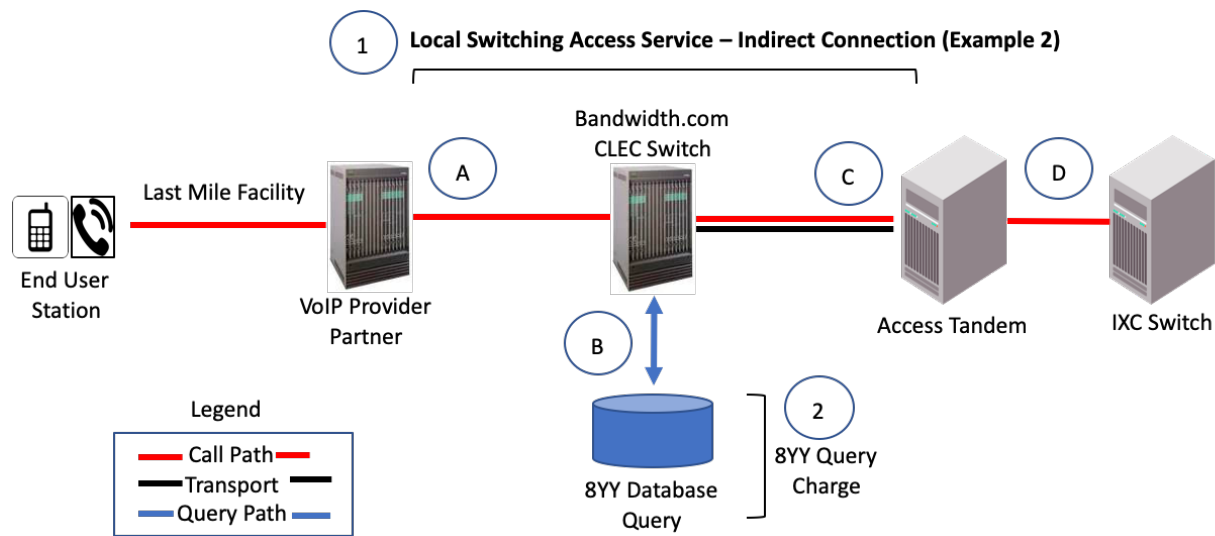 1
Local Switching Access Service – Indirect Connection (Example 2)
Bandwidth.com
CLEC Switch
A
C
D
Last Mile Facility
End User
Station
VoIP Provider
Partner
Access Tandem
IXC Switch
B
2
8YY Query
Charge
8YY Database
Query
Legend
Call Path
Transport
Query Path